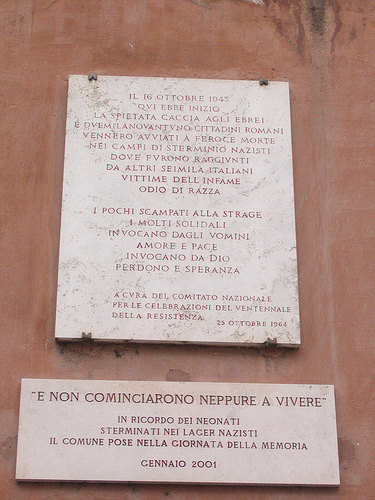 IL 16 OTTOBRE 1943
QVI EBBE INIZIO
LA SPIETATA CACCIA AGLI EBREI
E DVEMILANOVANTVNO CITTADINI ROMANI
VENNERO AVVIATI A FEROCE MORTE
NEI CAMPI DI STERMINIO NAZISTI
DOVE FVRONO RAGGIVNTI
DA ALTRI SEIMILA ITALIANI
VITTIME DELL'INFAME
ODIO DI RAZZA
I POCHI SCAMPATI ALLA STRAGE
I MOLTI SOLIDALI
INVOCANO DAGLI VOMINI
AMORE E PACE
INVOCANO DA DIO
PERDONO E SPERANZA
A CVRA DEL COMITATO NAZIONALE
PER LE CELEBRAZIONI DEL VENTENNALE
DELLA RESISTENZA
25 OTTOBRE 1964
"E NON COMINCIARONO NEPPURE A VIVERE"
IN RICORDO DEI NEONATI
STERMINATI NEI LAGER NAZISTI
IL COMUNE POSE NELLA GIORNATA DELLA MEMORIA
GENNAIO 2001